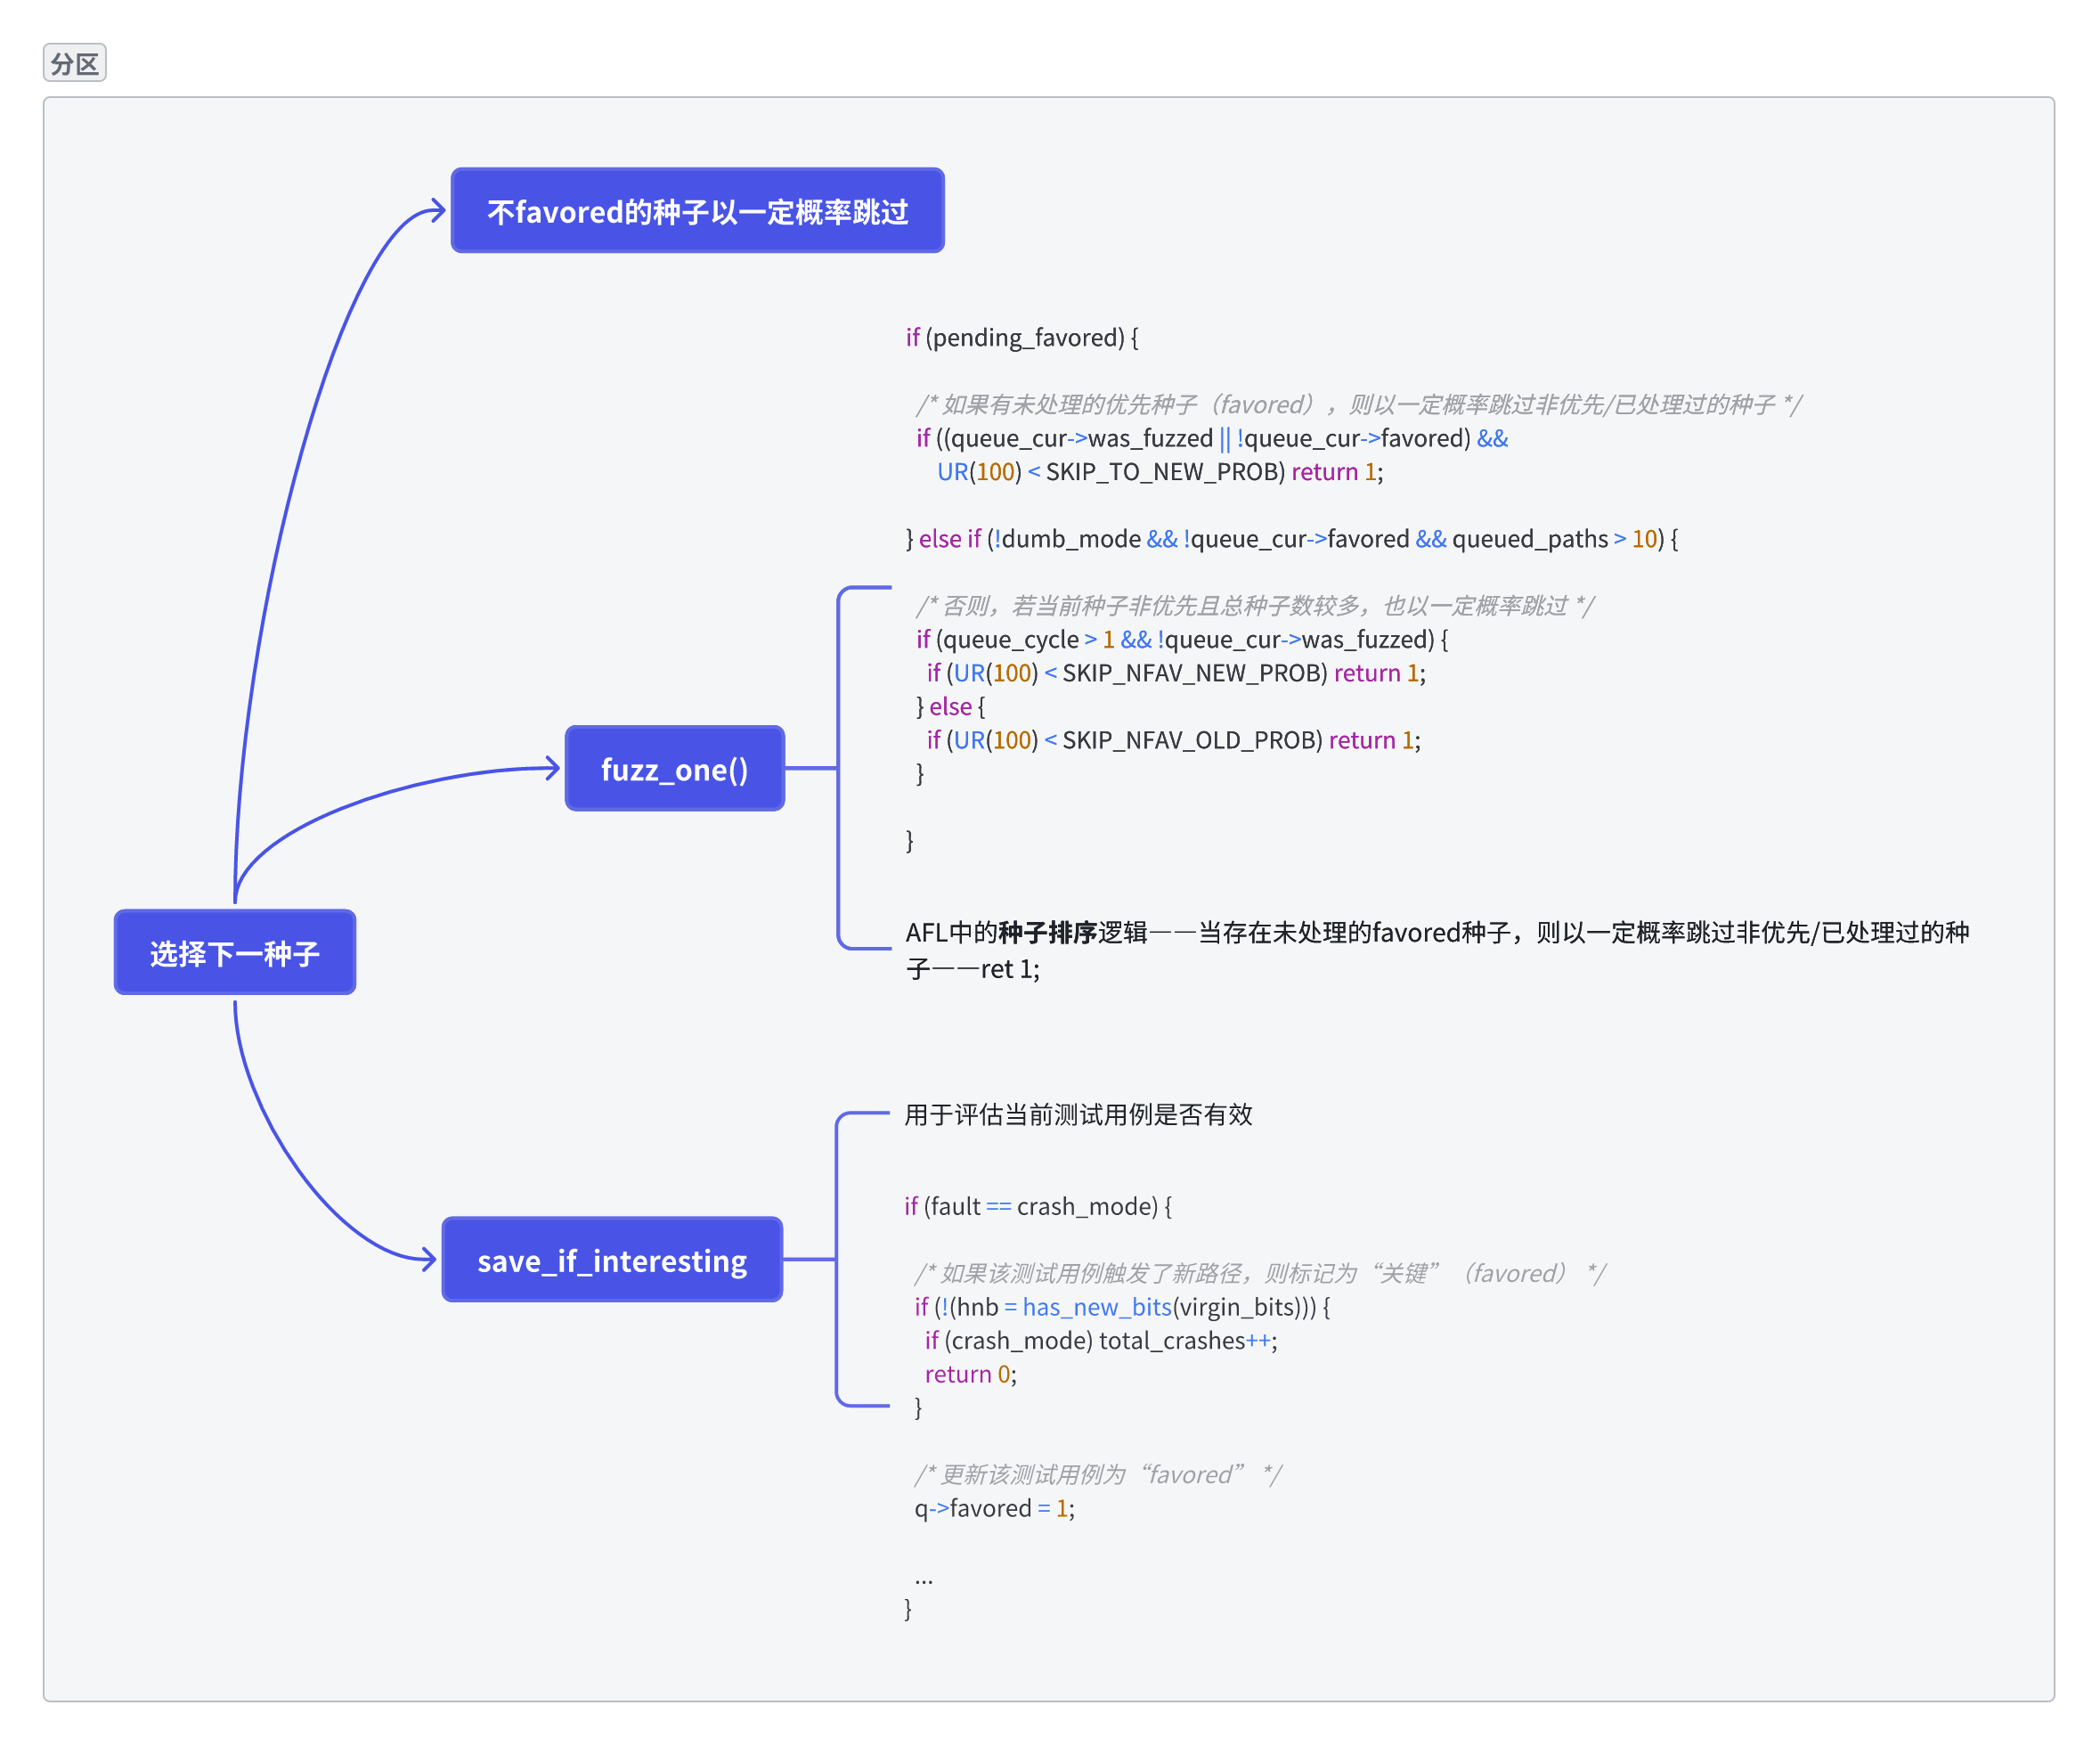 分区
不favored的种子以一定概率跳过
if (pending_favored) {
/* 如果有未处理的优先种子（favored），则以一定概率跳过非优先/已处理过的种子 */
if ((queue_cur->was_fuzzed || !queue_cur->favored) &&
UR(100) < SKIP_TO_NEW_PROB) return 1;
} else if (!dumb_mode && !queue_cur->favored && queued_paths > 10) {
/* 否则，若当前种子非优先且总种子数较多，也以一定概率跳过 */
if (queue_cycle > 1 && !queue_cur->was_fuzzed) {
if (UR(100) < SKIP_NFAV_NEW_PROB) return 1;
} else {
if (UR(100) < SKIP_NFAV_OLD_PROB) return 1;
}
}
fuzz_one()
AFL中的种子排序逻辑——当存在未处理的favored种子，则以一定概率跳过非优先/已处理过的种
子——ret 1;
选择下一种子
用于评估当前测试用例是否有效
save_if_interesting
if (fault == crash_mode) {
/* 如果该测试用例触发了新路径，则标记为“关键”（favored） */
if (!(hnb = has_new_bits(virgin_bits))) {
if (crash_mode) total_crashes++;
return 0;
}
/* 更新该测试用例为“favored” */
q->favored = 1;
...
}